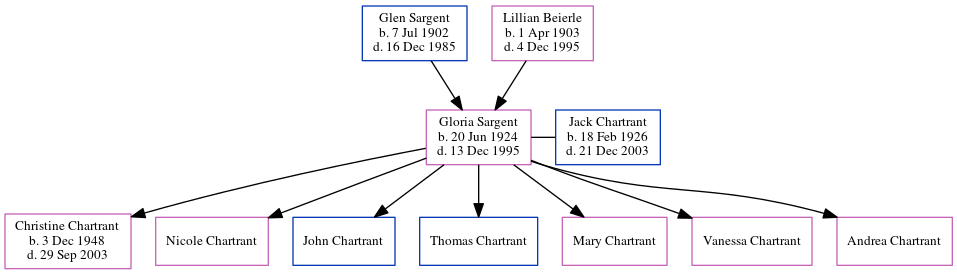 Glen Sargent
b. 7 Jul 1902
d. 16 Dec 1985
Lillian Beierle
b. 1 Apr 1903
d. 4 Dec 1995
Gloria Sargent
b. 20 Jun 1924
d. 13 Dec 1995
Jack Chartrant
b. 18 Feb 1926
d. 21 Dec 2003
Christine Chartrant
b. 3 Dec 1948
d. 29 Sep 2003
Nicole Chartrant
John Chartrant
Thomas Chartrant
Mary Chartrant
Vanessa Chartrant
Andrea Chartrant